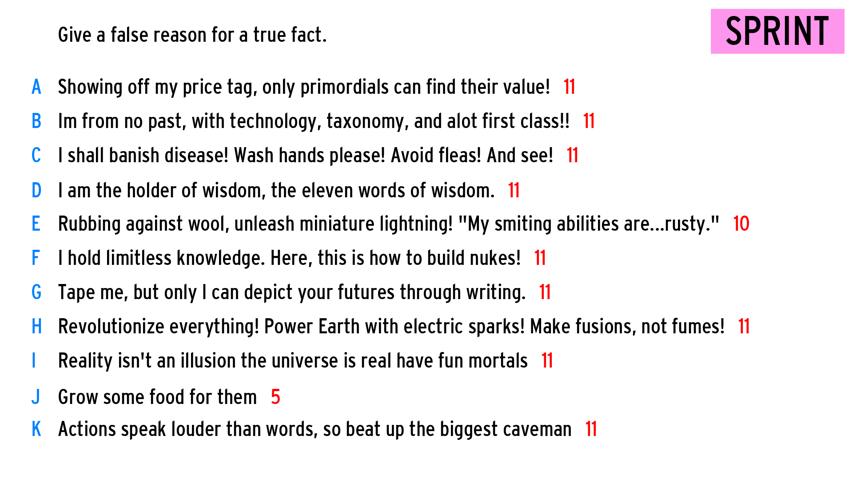 Give a false reason for a true fact.
SPRINT
A Showing off my price tag, only primordials can find their value! 11
B Im from no past, with technology, taxonomy, and alot first class!! 11
C I shall banish disease! Wash hands please! Avoid fleas! And see! 11
D I am the holder of wisdom, the eleven words of wisdom. 11
E Rubbing against wool, unleash miniature lightning! "My smiting abilities are...rusty." 10
F I hold limitless knowledge. Here, this is how to build nukes! 11
G Tape me, but only I can depict your futures through writing. 11
H Revolutionize everything! Power Earth with electric sparks! Make fusions, not fumes! 11
I Reality isn't an illusion the universe is real have fun mortals 11
J Grow some food for them 5
K Actions speak louder than words, so beat up the biggest caveman 11